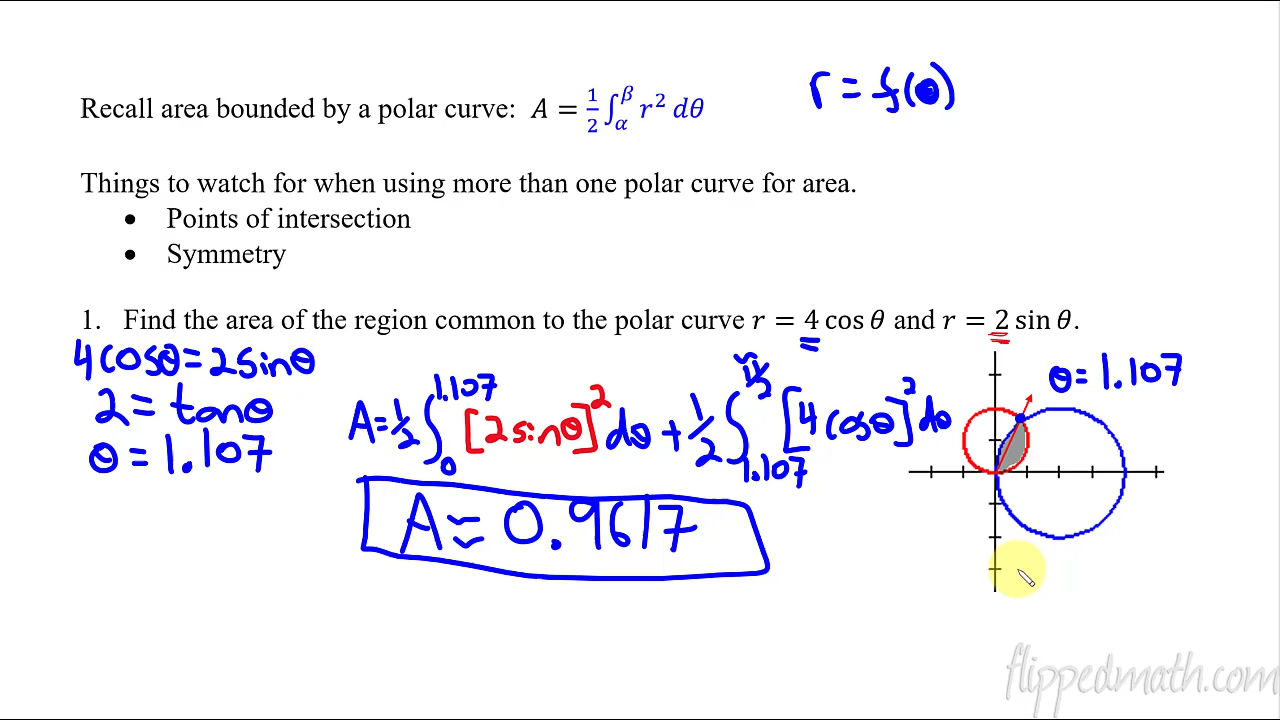 r = f(θ)
Recall area bounded by a polar curve: A = 1/2 ∫_α^β r² dθ
Things to watch for when using more than one polar curve for area.
• Points of intersection
• Symmetry
1. Find the area of the region common to the polar curve r = 4 cos θ and r = 2 sin θ.
4cosθ = 2sinθ
2 = tanθ
θ = 1.107
A = 1/2 ∫_0^1.107 [2sinθ]² dθ + 1/2 ∫_1.107^π/2 [4cosθ]² dθ
A ≈ 0.9617
θ = 1.107
flippedmath.com